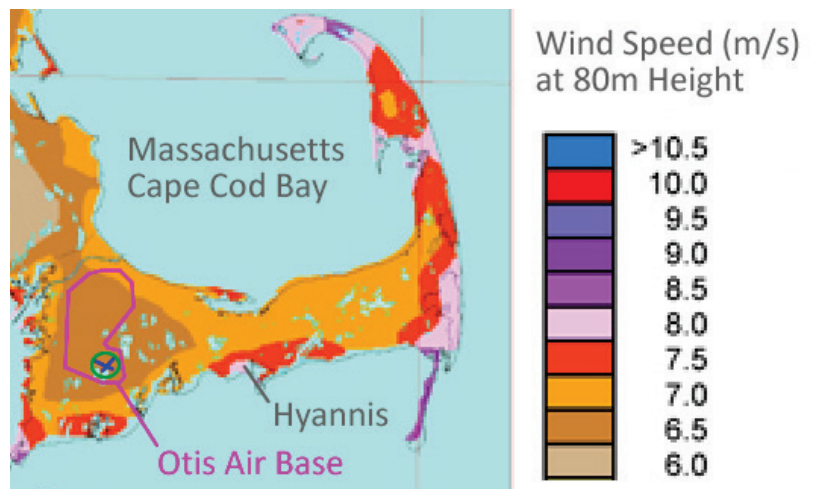 Wind Speed (m/s)
at 80m Height
Massachusetts
Cape Cod Bay
Hyannis
Otis Air Base
>10.5
10.0
9.5
9.0
8.5
8.0
7.5
7.0
6.5
6.0